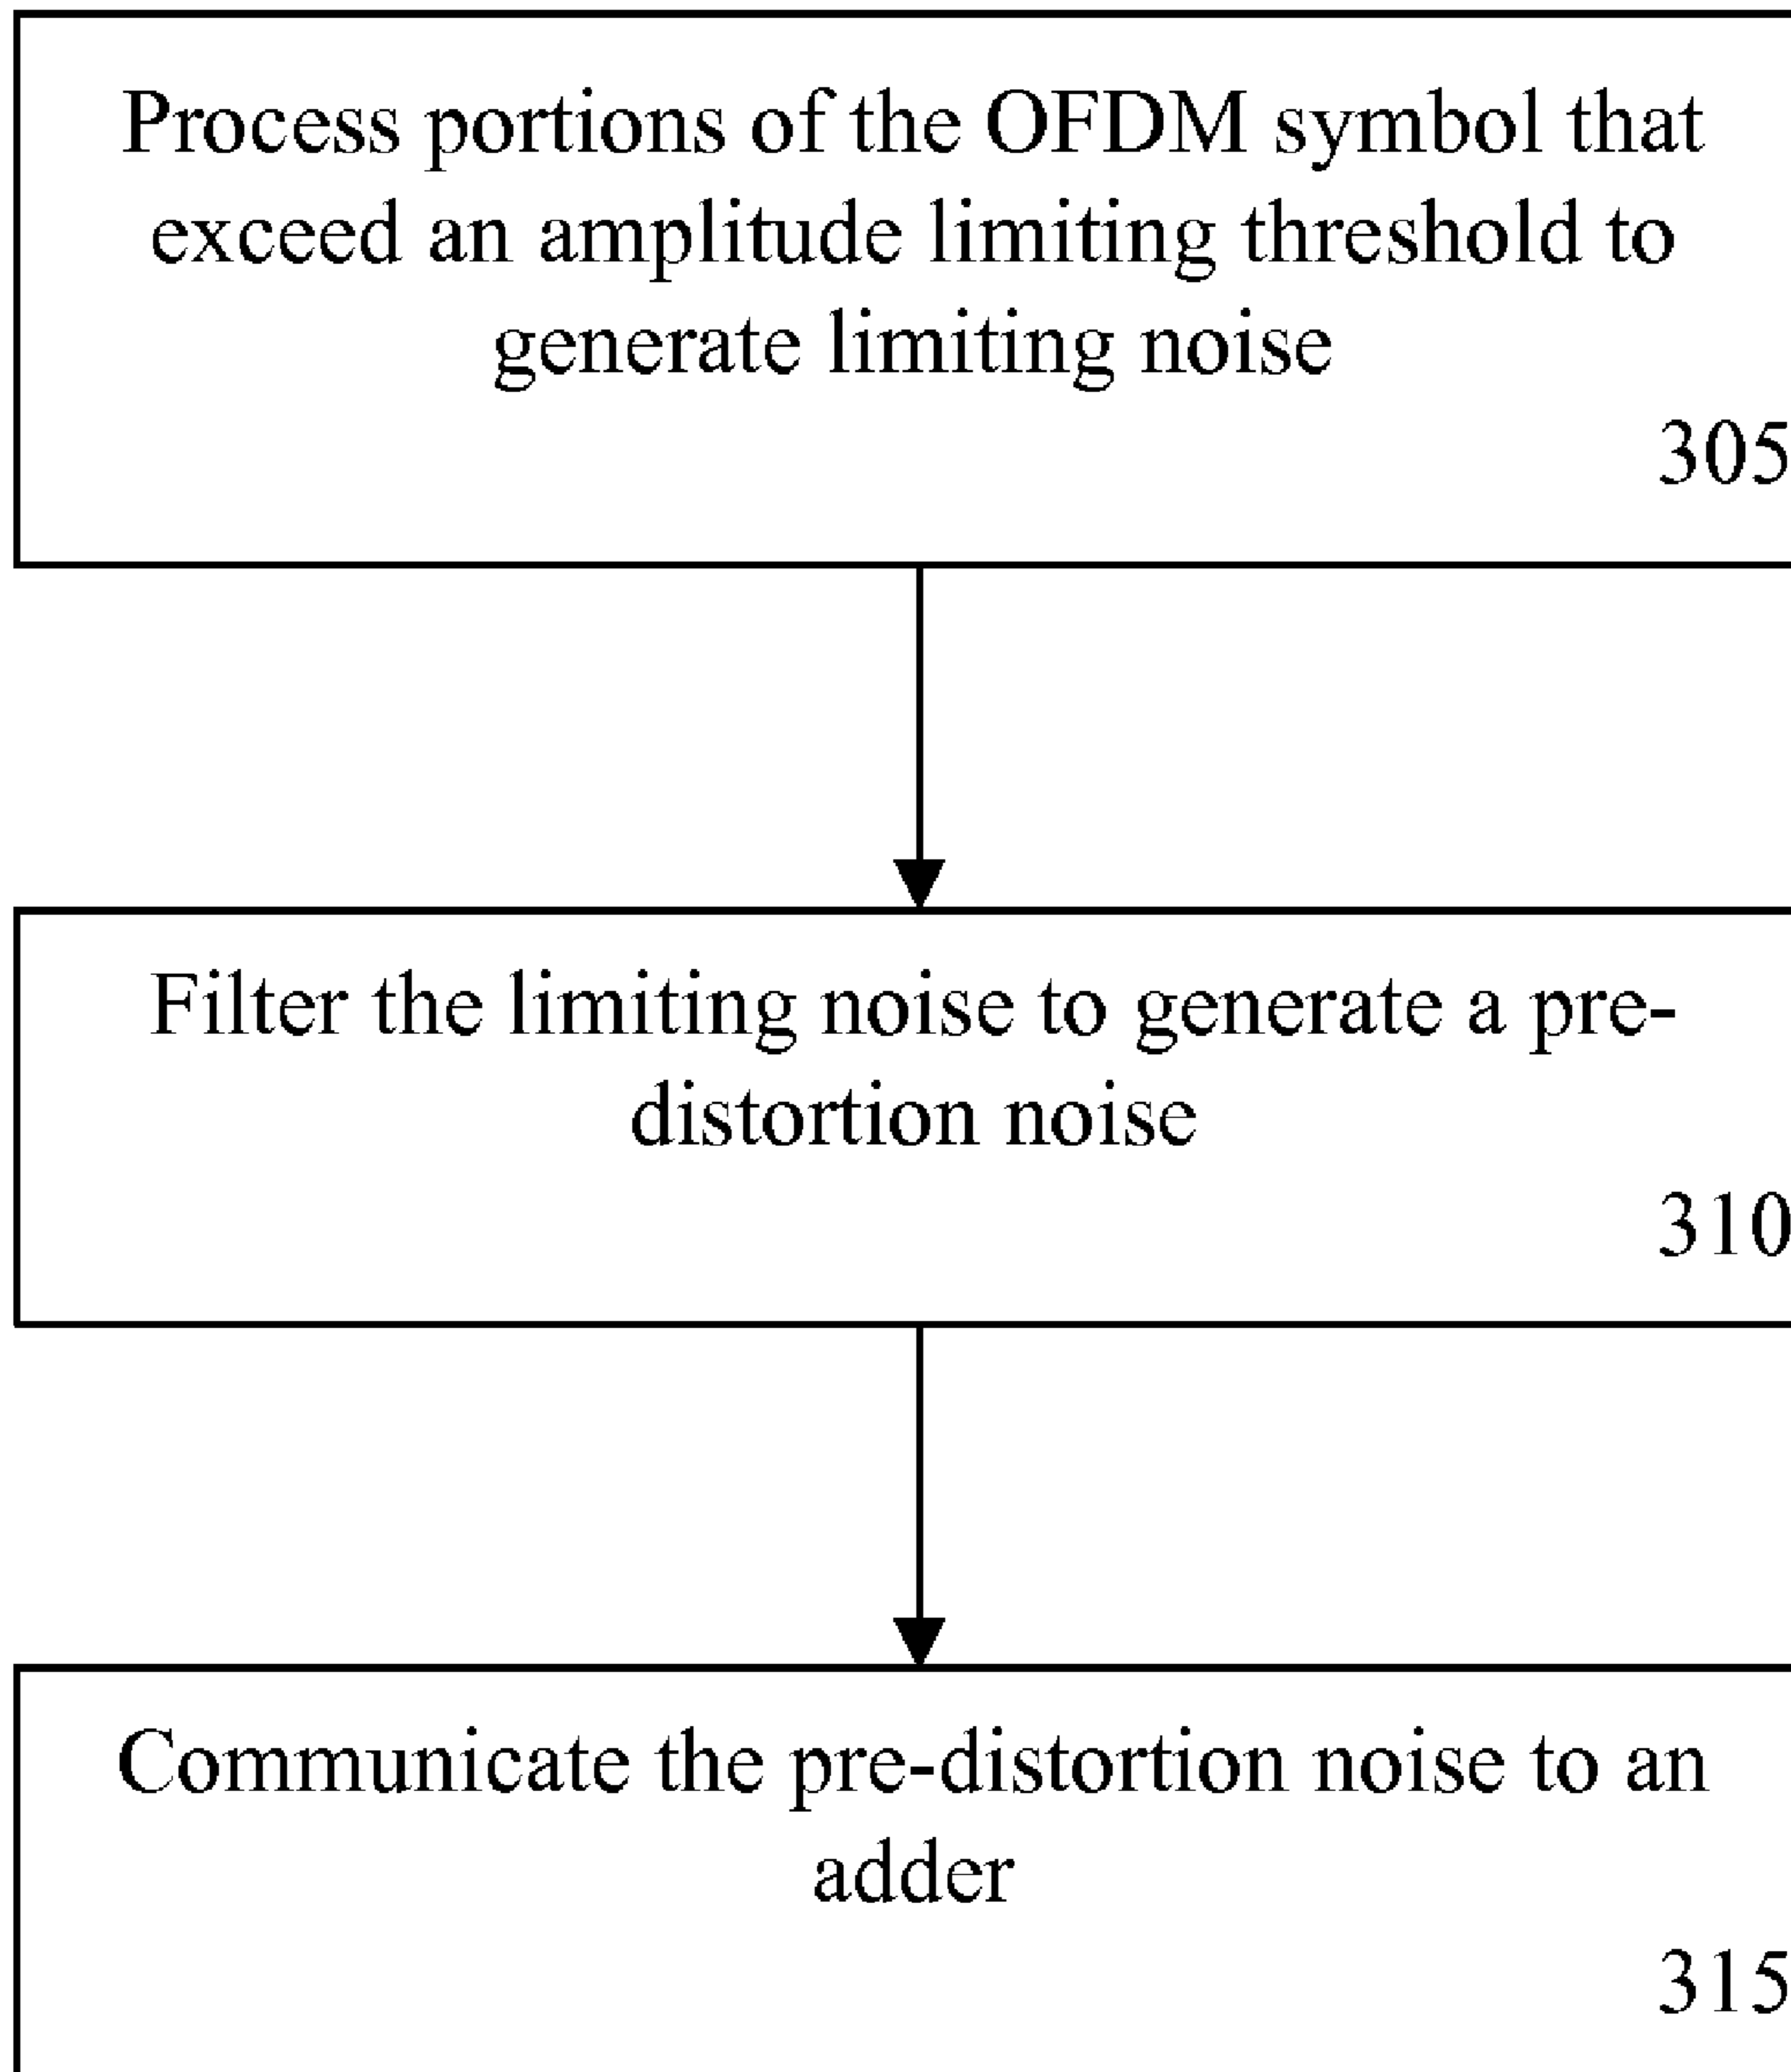 Process portions of the OFDM symbol that
exceed an amplitude limiting threshold to
generate limiting noise
305
Filter the limiting noise to generate a pre-
distortion noise
310
Communicate the pre-distortion noise to an
adder
315